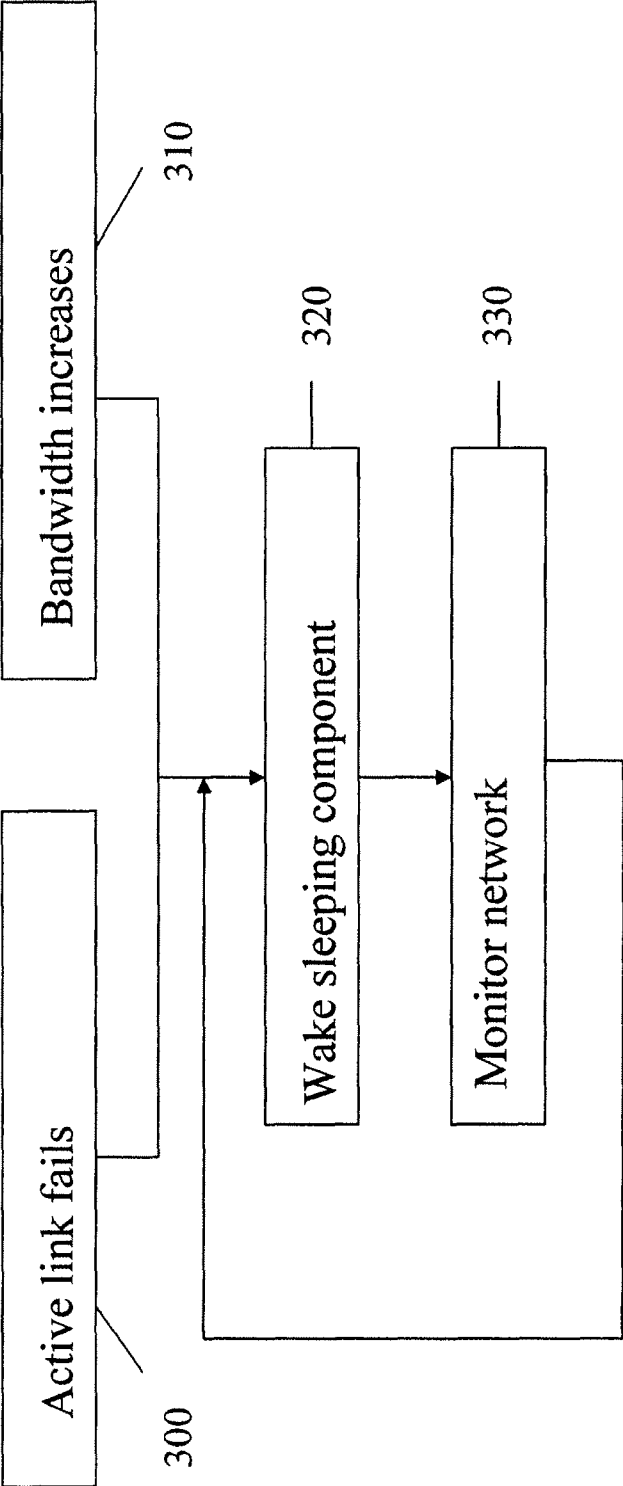 Active link fails
300
Bandwidth increases
310
Wake sleeping component
320
Monitor network
330